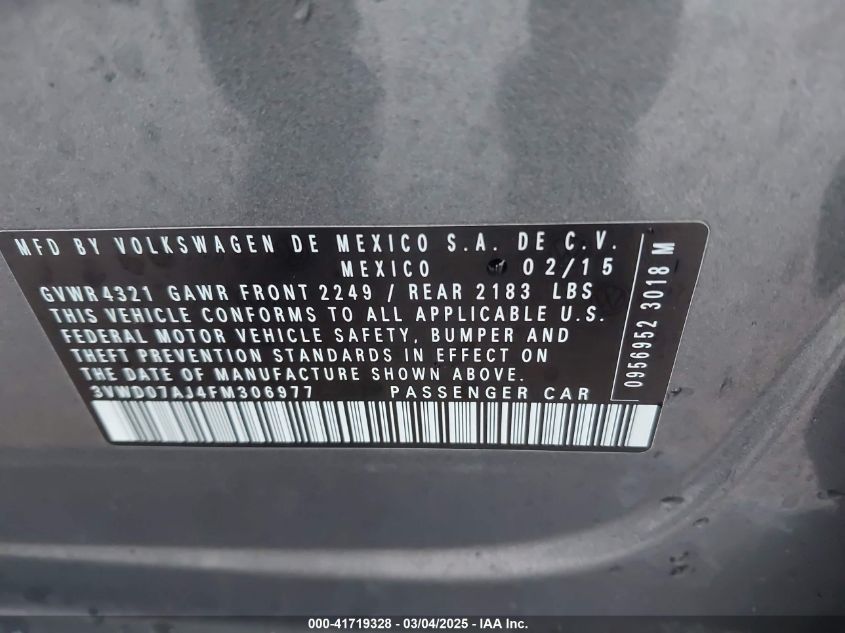 MFD BY VOLKSWAGEN DE MEXICO S.A. DE C.V.
MEXICO 02/15
GVWR 4321 GAWR FRONT 2249 / REAR 2183 LBS
THIS VEHICLE CONFORMS TO ALL APPLICABLE U.S.
FEDERAL MOTOR VEHICLE SAFETY, BUMPER AND
THEFT PREVENTION STANDARDS IN EFFECT ON
THE DATE OF MANUFACTURE SHOWN ABOVE.
3VWD07AJ4FM306977 PASSENGER CAR
0956952 3018 M
000-41719328 - 03/04/2025 - IAA Inc.